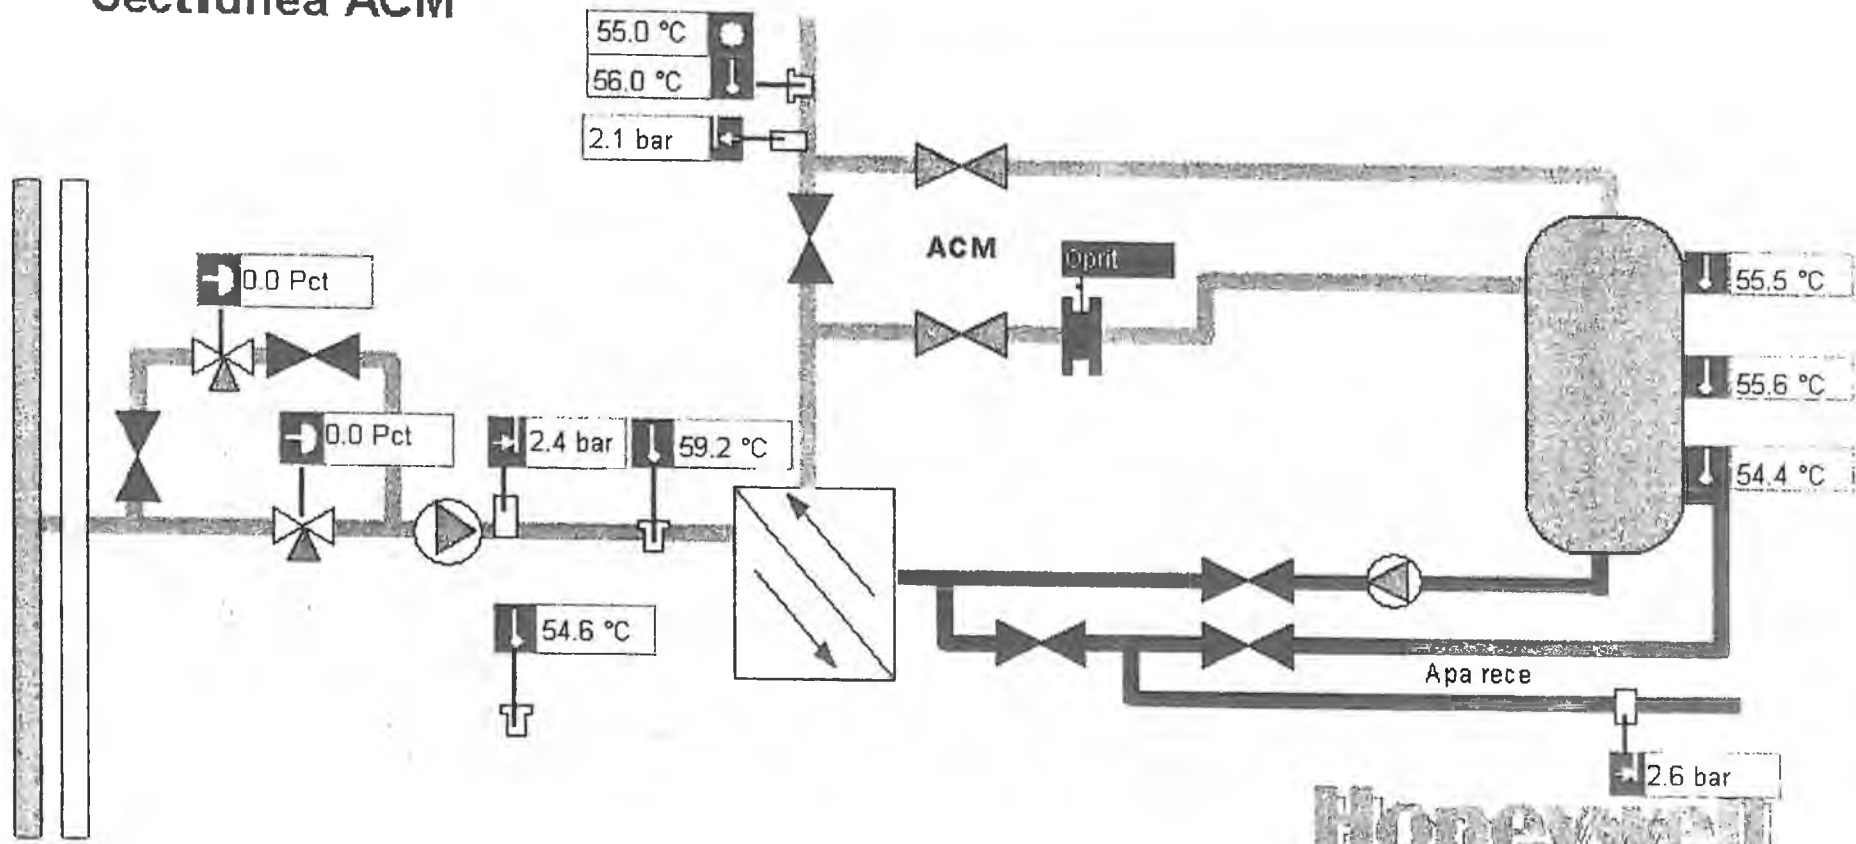 Sectiunea ACM
55.0 °C
56.0 °C
2.1 bar
ACM
Oprit
0.0 Pct
55.5 °C
55.6 °C
0.0 Pct
2.4 bar
59.2 °C
54.4 °C
54.6 °C
Apa rece
2.6 bar
Honeywell